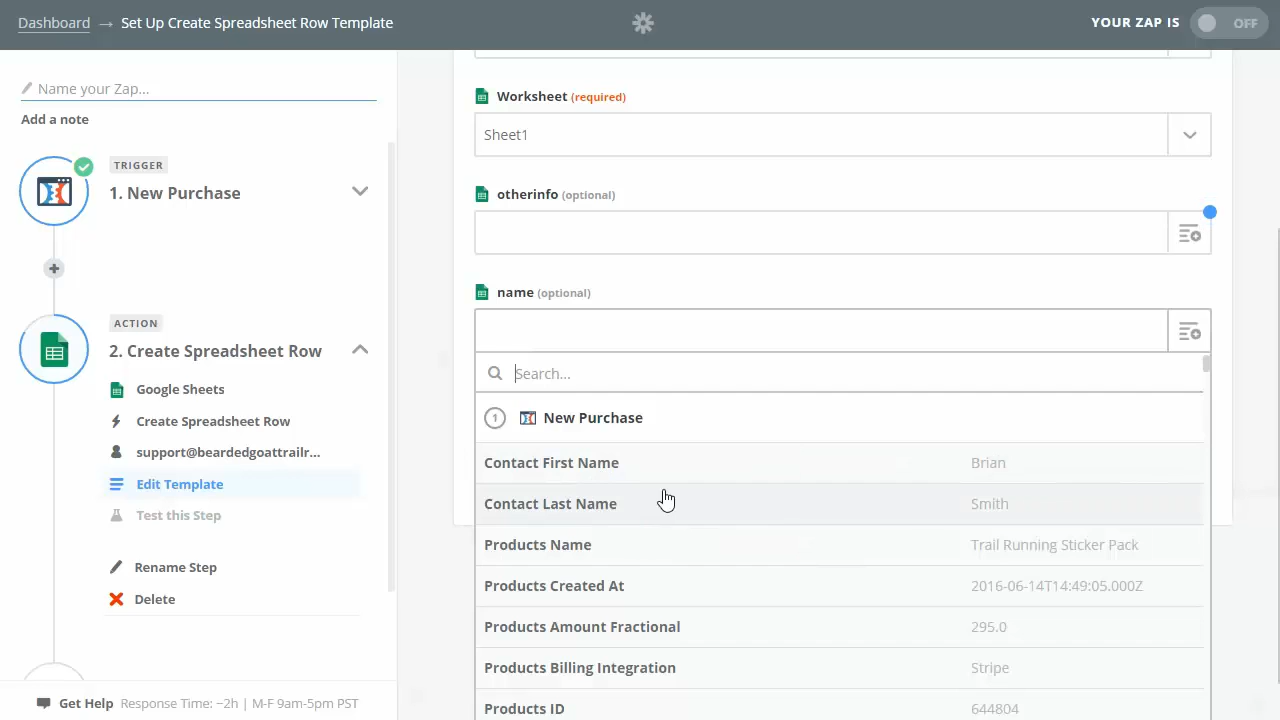 Dashboard → Set Up Create Spreadsheet Row Template
YOUR ZAP IS OFF
Name your Zap...
Add a note
TRIGGER
1. New Purchase
ACTION
2. Create Spreadsheet Row
Google Sheets
Create Spreadsheet Row
support@beardedgoattrailr...
Edit Template
Test this Step
Rename Step
Delete
Get Help Response Time: ~2h | M-F 9am-5pm PST
Worksheet (required)
Sheet1
otherinfo (optional)
name (optional)
Search...
1 New Purchase
Contact First Name Brian
Contact Last Name Smith
Products Name Trail Running Sticker Pack
Products Created At 2016-06-14T14:49:05.000Z
Products Amount Fractional 295.0
Products Billing Integration Stripe
Products ID 644804